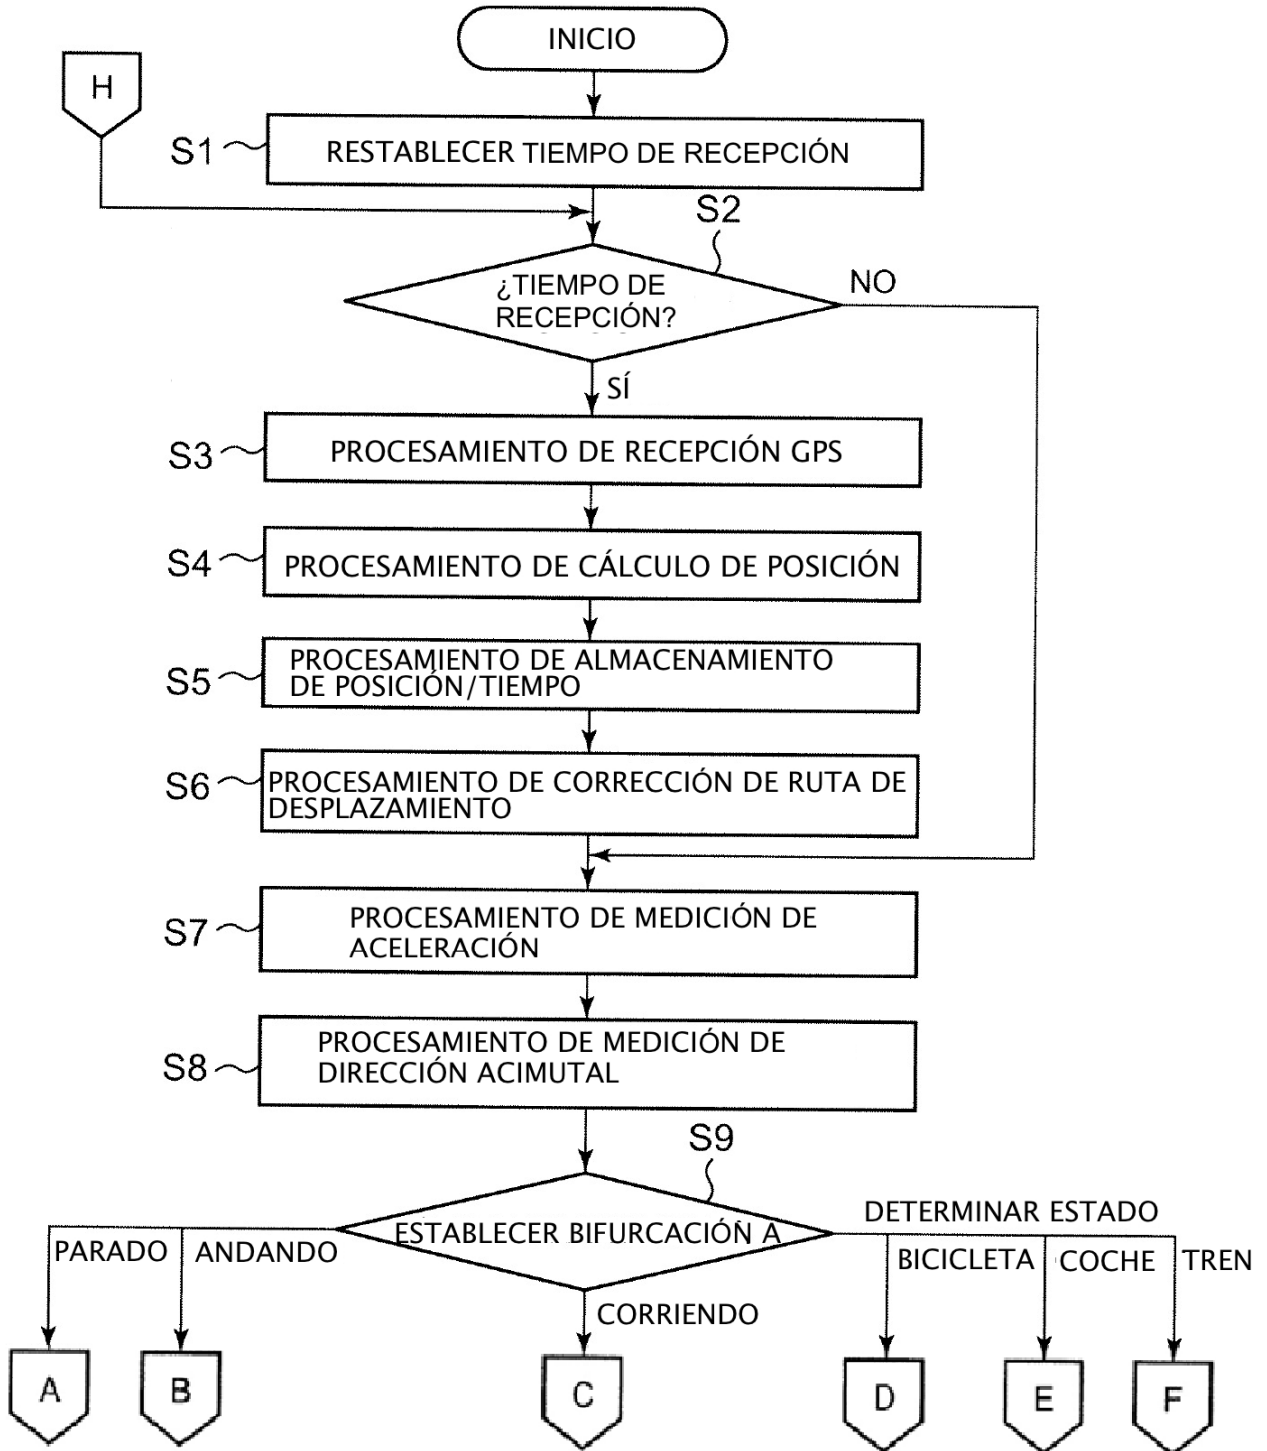 INICIO
H
S1
RESTABLECER TIEMPO DE RECEPCIÓN
S2
¿TIEMPO DE
RECEPCIÓN?
NO
SÍ
S3
PROCESAMIENTO DE RECEPCIÓN GPS
S4
PROCESAMIENTO DE CÁLCULO DE POSICIÓN
S5
PROCESAMIENTO DE ALMACENAMIENTO
DE POSICIÓN/TIEMPO
S6
PROCESAMIENTO DE CORRECCIÓN DE RUTA DE
DESPLAZAMIENTO
S7
PROCESAMIENTO DE MEDICIÓN DE
ACELERACIÓN
S8
PROCESAMIENTO DE MEDICIÓN DE
DIRECCIÓN ACIMUTAL
S9
ESTABLECER BIFURCACIÓN A
DETERMINAR ESTADO
PARADO
ANDANDO
CORRIENDO
BICICLETA
COCHE
TREN
A
B
C
D
E
F